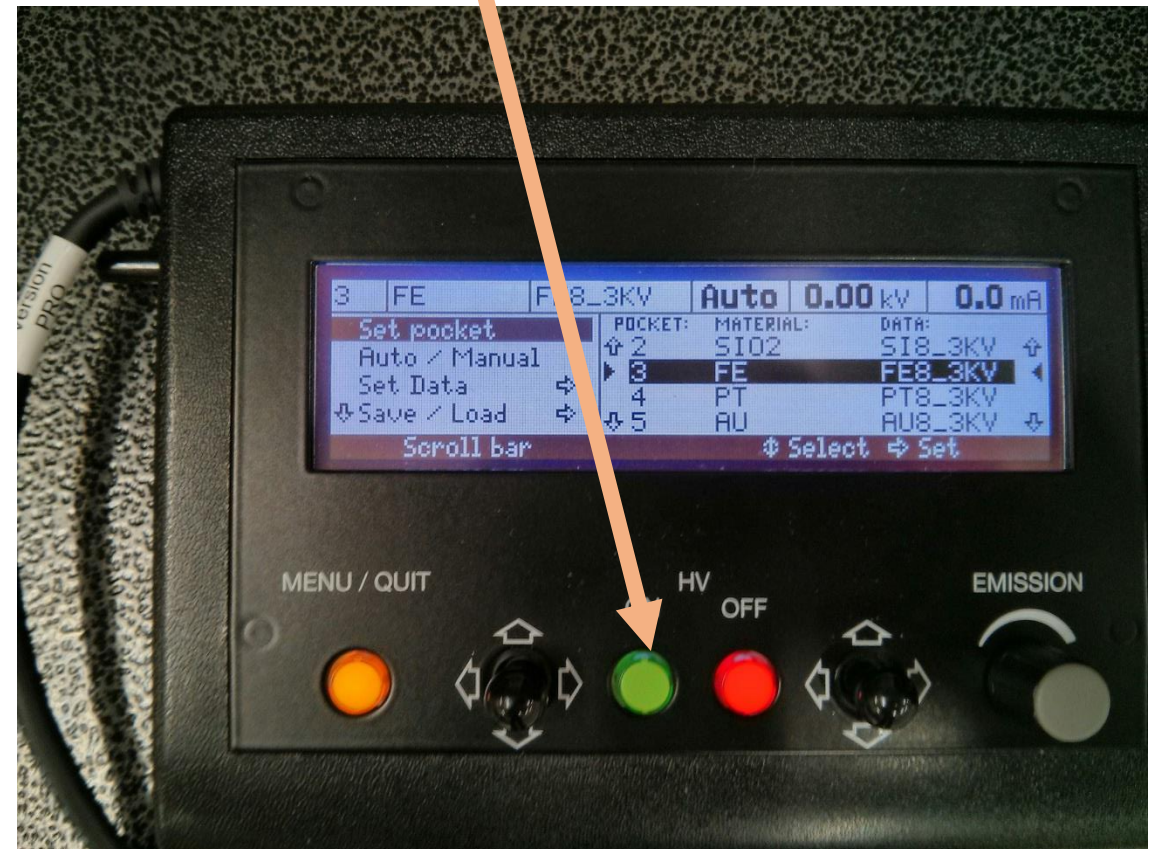 version
PRO
3 FE FE8_3KV Auto 0.00 kV 0.0 mA
Set pocket
Auto / Manual
Set Data
Save / Load
Scroll bar
POCKET: MATERIAL: DATA:
2 SIO2 SI8_3KV
3 FE FE8_3KV
4 PT PT8_3KV
5 AU AU8_3KV
Select Set
MENU / QUIT
HV
OFF
EMISSION